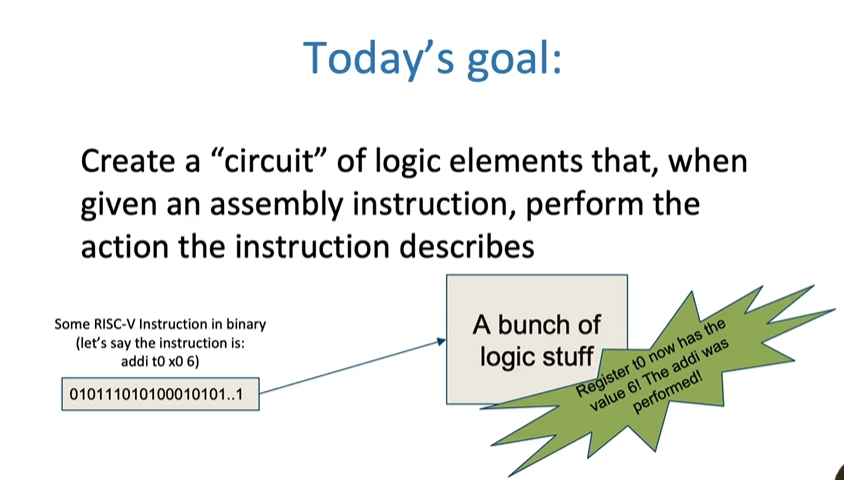 Today’s goal:
Create a “circuit” of logic elements that, when
given an assembly instruction, perform the
action the instruction describes
Some RISC-V Instruction in binary
(let’s say the instruction is:
addi t0 x0 6)
010111010100010101..1
A bunch of
logic stuff
Register t0 now has the
value 6! The addi was
performed!